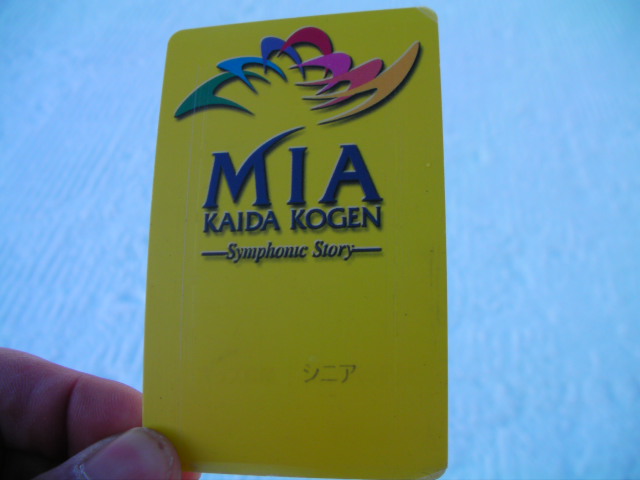 MIA
KAIDA KOGEN
Symphonic Story
シニア